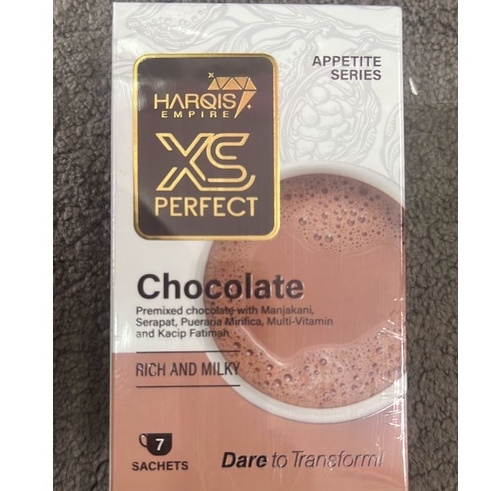 HARQIS
EMPIRE
XS
PERFECT
APPETITE
SERIES
Chocolate
Premixed chocolate with Manjakani,
Serapat, Pueraria Mirifica, Multi-Vitamin
and Kacip Fatimah
RICH AND MILKY
7
SACHETS
Dare to Transform!